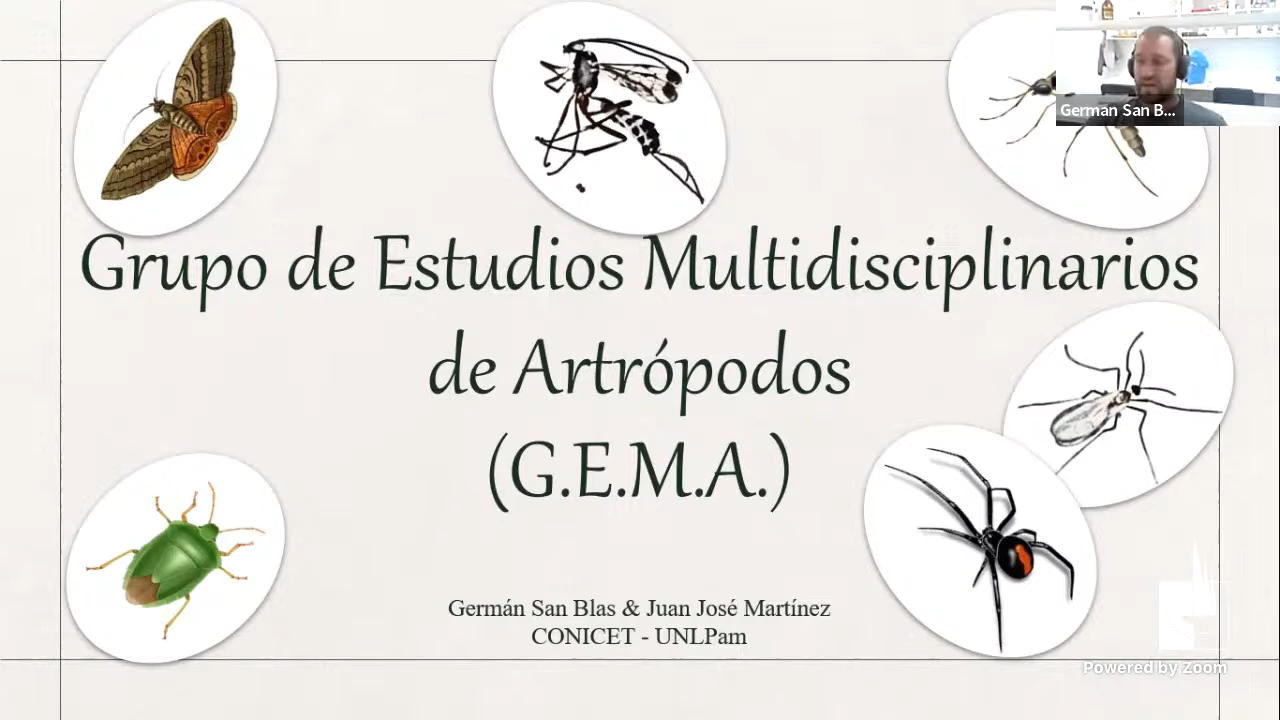 German San B...
Grupo de Estudios Multidisciplinarios
de Artrópodos
(G.E.M.A.)
Germán San Blas & Juan José Martínez
CONICET - UNLPam
Powered by Zoom